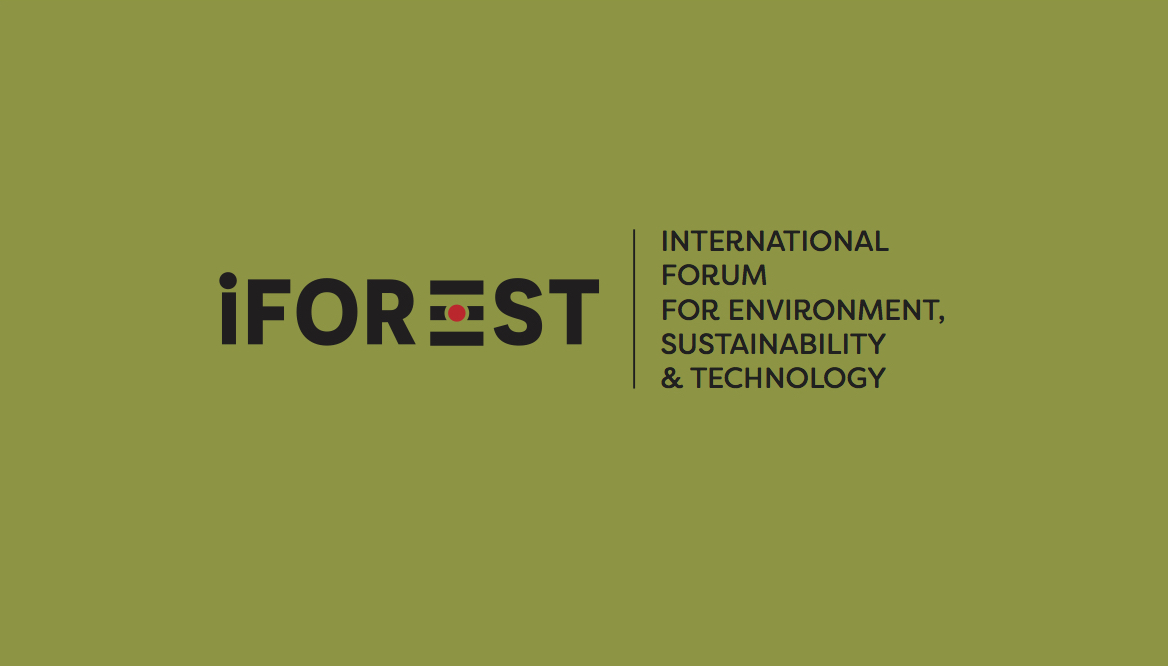 iFOREST
INTERNATIONAL
FORUM
FOR ENVIRONMENT,
SUSTAINABILITY
& TECHNOLOGY